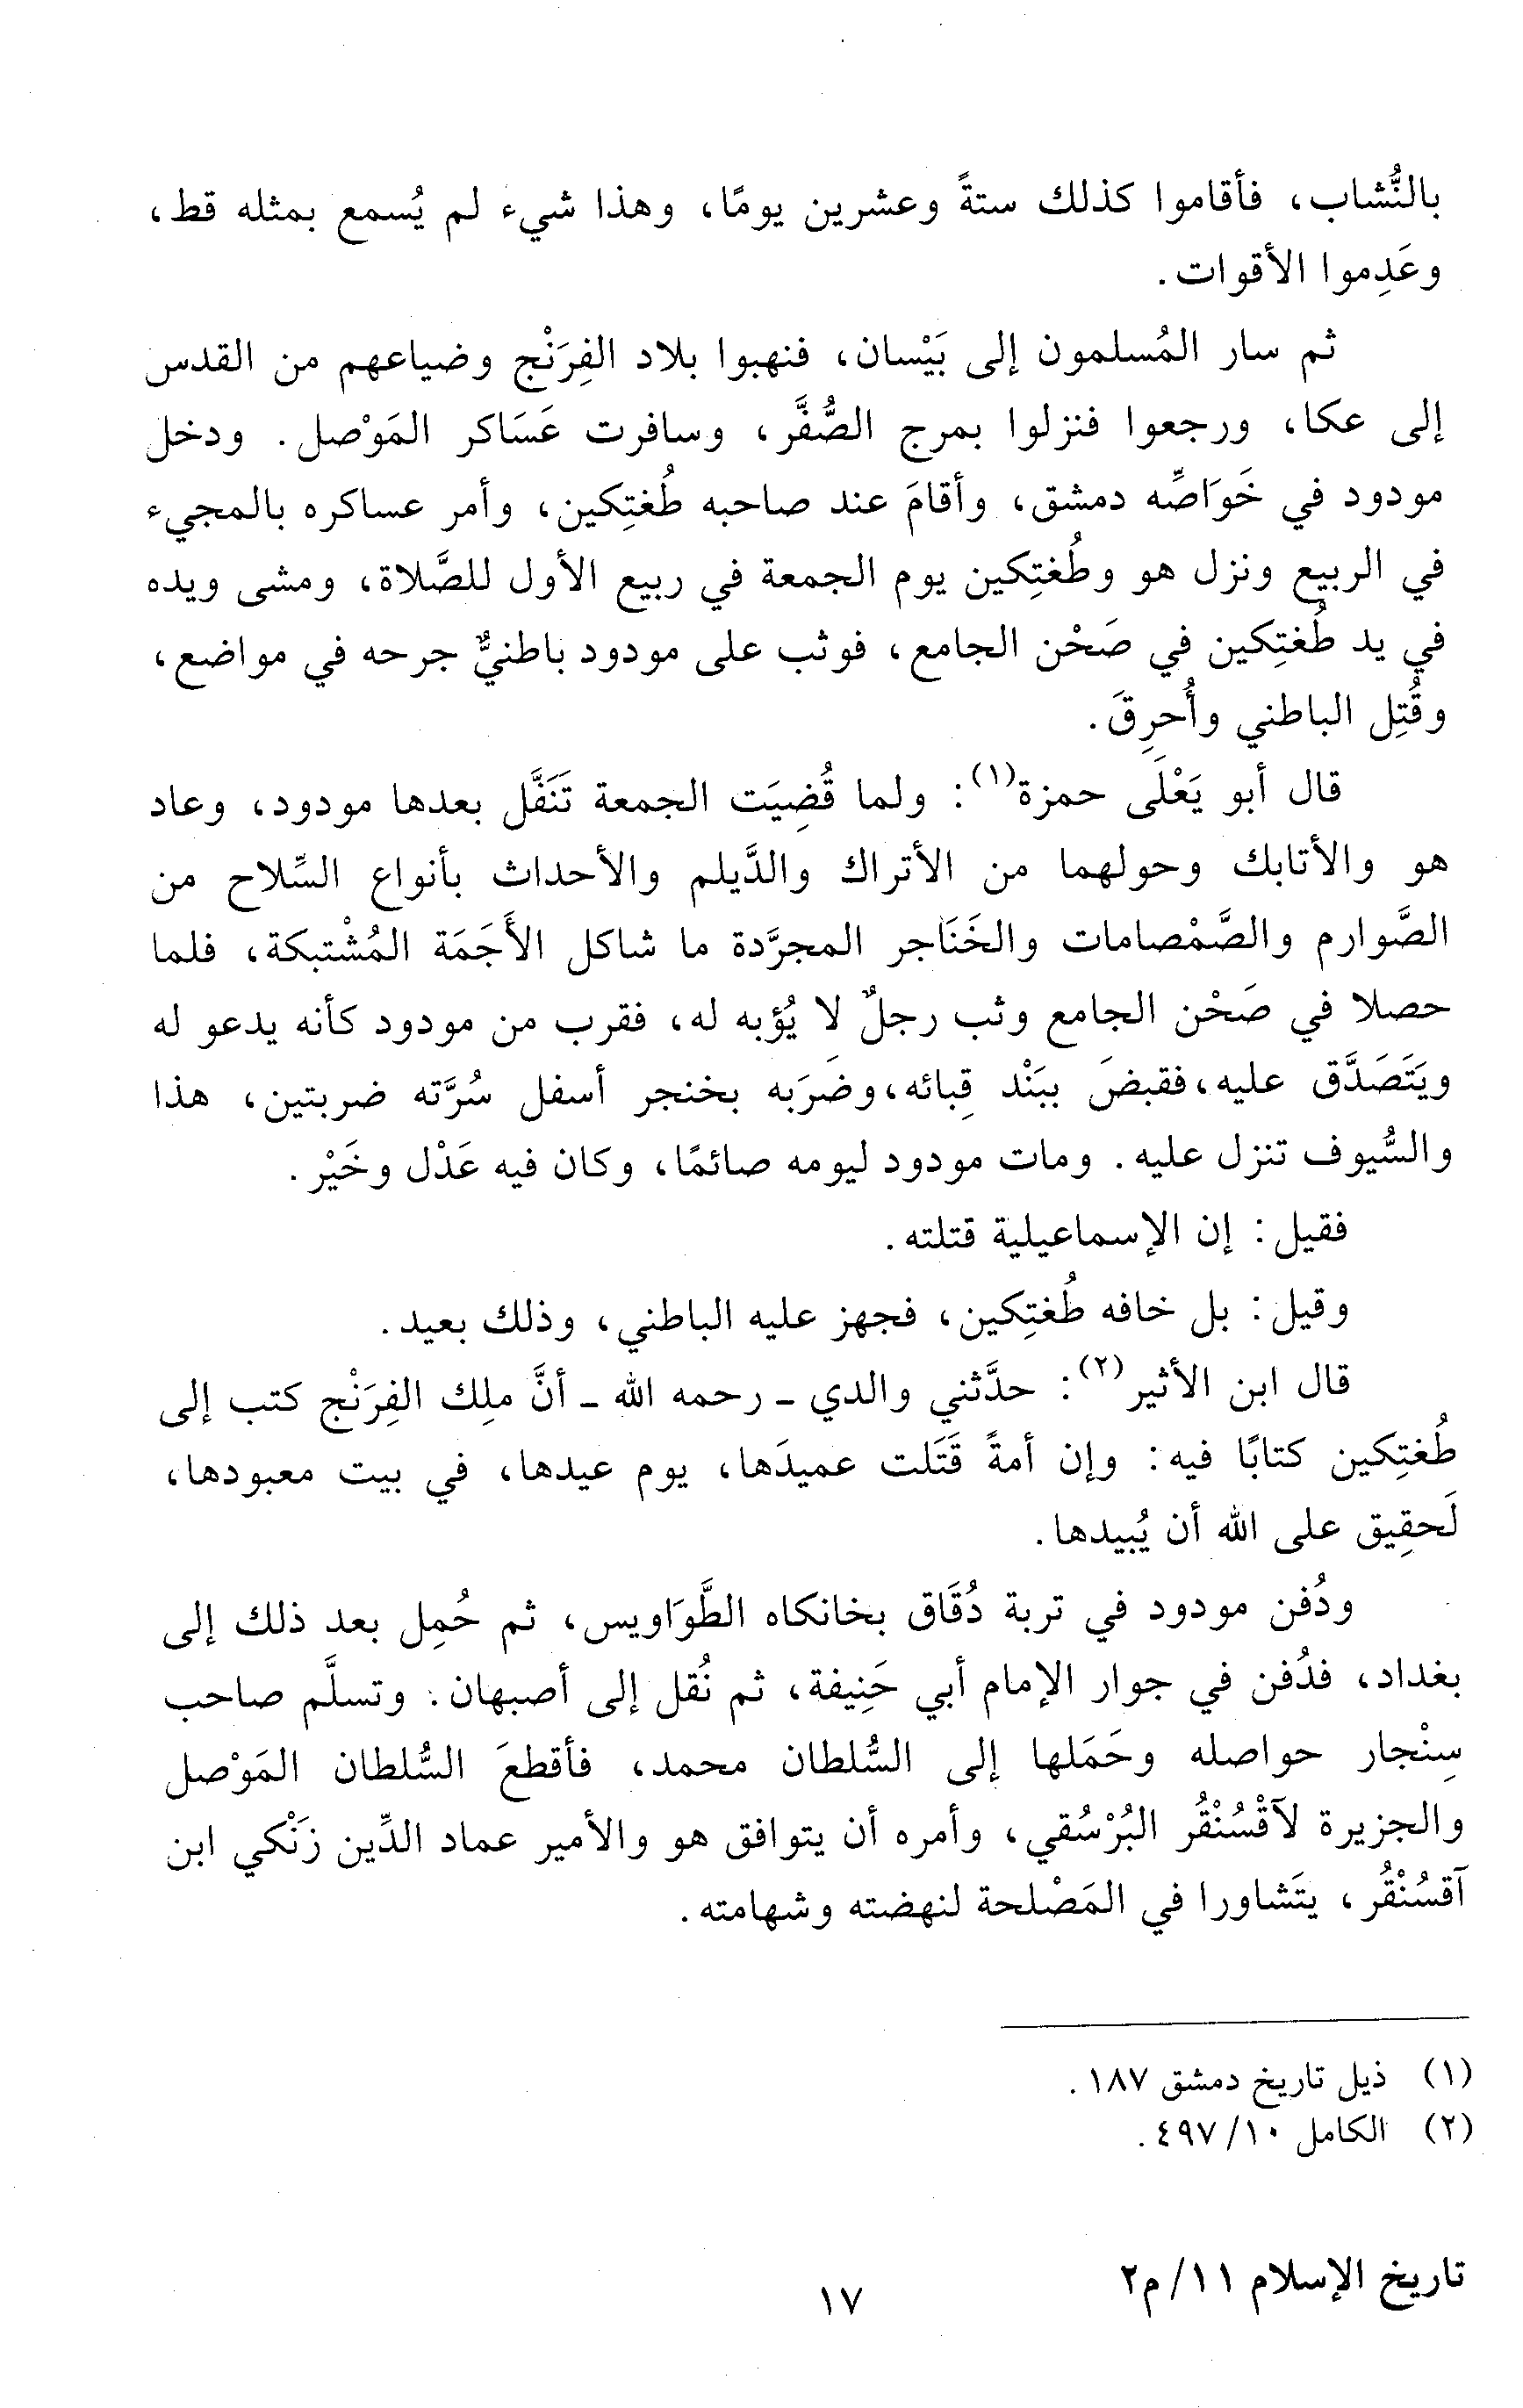 بالنُّشاب، فأقاموا كذلك ستةً وعشرين يومًا، وهذا شيء لم يُسمع بمثله قط،
وعَدِموا الأقوات.
ثم سار المُسلمون إلى بَيْسان، فنهبوا بلاد الفِرَنْج وضياعهم من القدس
إلى عكا، ورجعوا فنزلوا بمرج الصُّفَّر، وسافرت عَسَاكر المَوْصل. ودخل
مودود في خَوَاصِّه دمشق، وأقامَ عند صاحبه طُغتِكين، وأمر عساكره بالمجيء
في الربيع ونزل هو وطُغتِكين يوم الجمعة في ربيع الأول للصَّلاة، ومشى ويده
في يد طُغتِكين في صَحْن الجامع، فوثب على مودود باطنيٌّ جرحه في مواضع،
وقُتِل الباطني وأُحرِقَ.
قال أبو يَعْلَى حمزة(١): ولما قُضِيَت الجمعة تَنَفَّل بعدها مودود، وعاد
هو والأتابك وحولهما من الأتراك والدَّيلم والأحداث بأنواع السِّلاح من
الصَّوارم والصَّمْصامات والخَنَاجر المجرَّدة ما شاكل الأَجَمَة المُشْتبكة، فلما
حصلا في صَحْن الجامع وثب رجلٌ لا يُؤبه له، فقرب من مودود كأنه يدعو له
ويَتَصَدَّق عليه، فقبضَ ببَنْد قِبائه، وضَرَبه بخنجر أسفل سُرَّته ضربتين، هذا
والسُّيوف تنزل عليه. ومات مودود ليومه صائمًا، وكان فيه عَدْل وخَيْر.
فقيل: إن الإسماعيلية قتلته.
وقيل: بل خافه طُغتِكين، فجهز عليه الباطني، وذلك بعيد.
قال ابن الأثير(٢): حدَّثني والدي ـ رحمه الله ـ أنَّ ملِك الفِرَنْج كتب إلى
طُغتِكين كتابًا فيه: وإن أمةً قَتَلت عميدَها، يوم عيدها، في بيت معبودها،
لَحقِيق على الله أن يُبيدها.
ودُفن مودود في تربة دُقَاق بخانكاه الطَّوَاويس، ثم حُمِل بعد ذلك إلى
بغداد، فدُفن في جوار الإمام أبي حَنِيفة، ثم نُقل إلى أصبهان. وتسلَّم صاحب
سِنْجار حواصله وحَمَلها إلى السُّلطان محمد، فأقطعَ السُّلطان المَوْصل
والجزيرة لآقْسُنْقُر البُرْسُقي، وأمره أن يتوافق هو والأمير عماد الدِّين زَنْكي ابن
آقسُنْقُر، يتَشاورا في المَصْلحة لنهضته وشهامته.
(١) ذيل تاريخ دمشق ١٨٧.
(٢) الكامل ١٠/ ٤٩٧.
تاريخ الإسلام ١١/ م٢
١٧